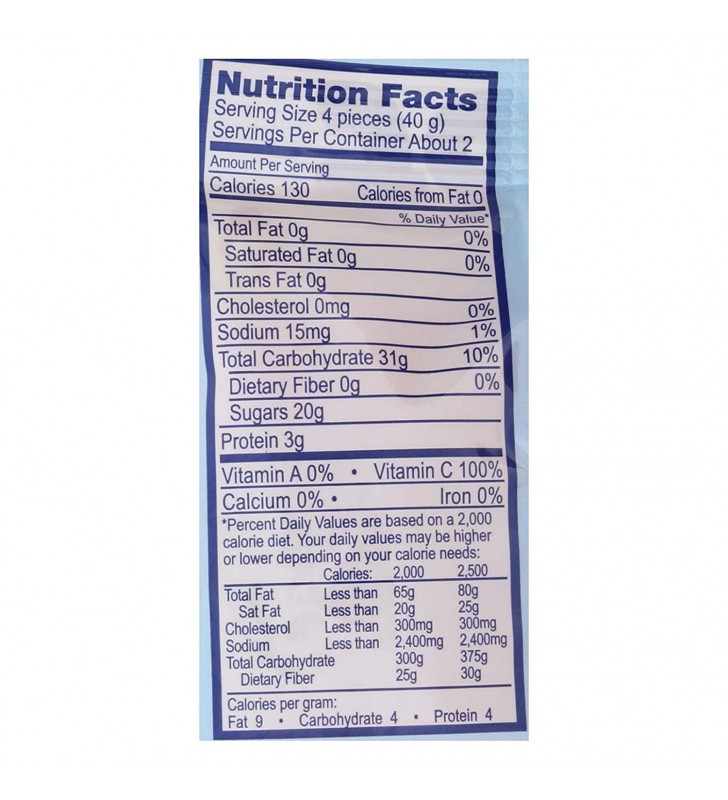 Nutrition Facts
Serving Size 4 pieces (40 g)
Servings Per Container About 2
Amount Per Serving
Calories 130 Calories from Fat 0
% Daily Value*
Total Fat 0g 0%
Saturated Fat 0g 0%
Trans Fat 0g
Cholesterol 0mg 0%
Sodium 15mg 1%
Total Carbohydrate 31g 10%
Dietary Fiber 0g 0%
Sugars 20g
Protein 3g
Vitamin A 0% • Vitamin C 100%
Calcium 0% • Iron 0%
*Percent Daily Values are based on a 2,000
calorie diet. Your daily values may be higher
or lower depending on your calorie needs:
Calories: 2,000 2,500
Total Fat Less than 65g 80g
Sat Fat Less than 20g 25g
Cholesterol Less than 300mg 300mg
Sodium Less than 2,400mg 2,400mg
Total Carbohydrate 300g 375g
Dietary Fiber 25g 30g
Calories per gram:
Fat 9 • Carbohydrate 4 • Protein 4